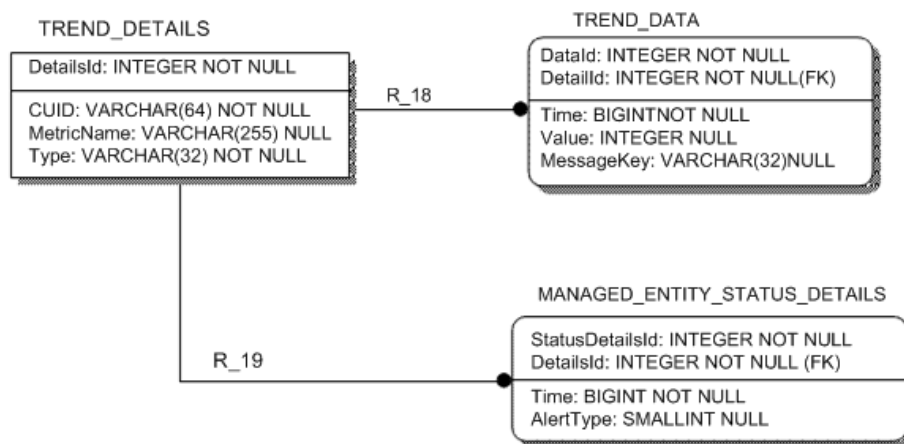 TREND_DETAILS
DetailsId: INTEGER NOT NULL
CUID: VARCHAR(64) NOT NULL
MetricName: VARCHAR(255) NULL
Type: VARCHAR(32) NOT NULL
R_18
TREND_DATA
DataId: INTEGER NOT NULL
DetailId: INTEGER NOT NULL(FK)
Time: BIGINTNOT NULL
Value: INTEGER NULL
MessageKey: VARCHAR(32)NULL
R_19
MANAGED_ENTITY_STATUS_DETAILS
StatusDetailsId: INTEGER NOT NULL
DetailsId: INTEGER NOT NULL (FK)
Time: BIGINT NOT NULL
AlertType: SMALLINT NULL